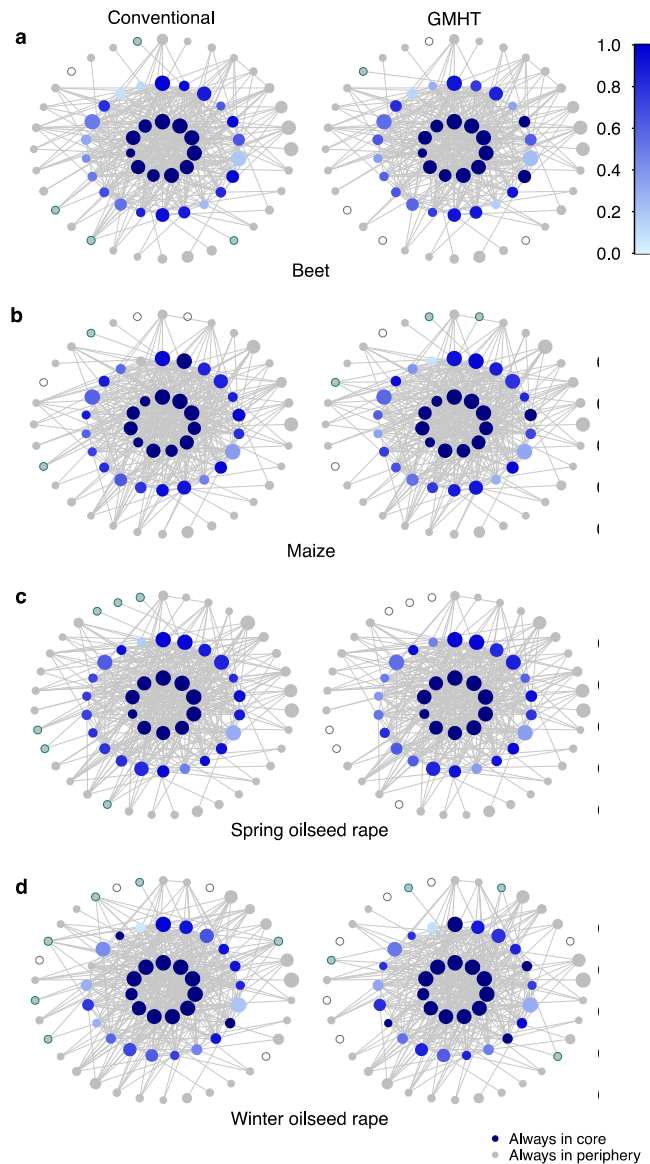 Conventional
GMHT
a
1.0
0.8
0.6
0.4
0.2
0.0
Beet
b
Maize
c
Spring oilseed rape
d
Winter oilseed rape
Always in core
Always in periphery